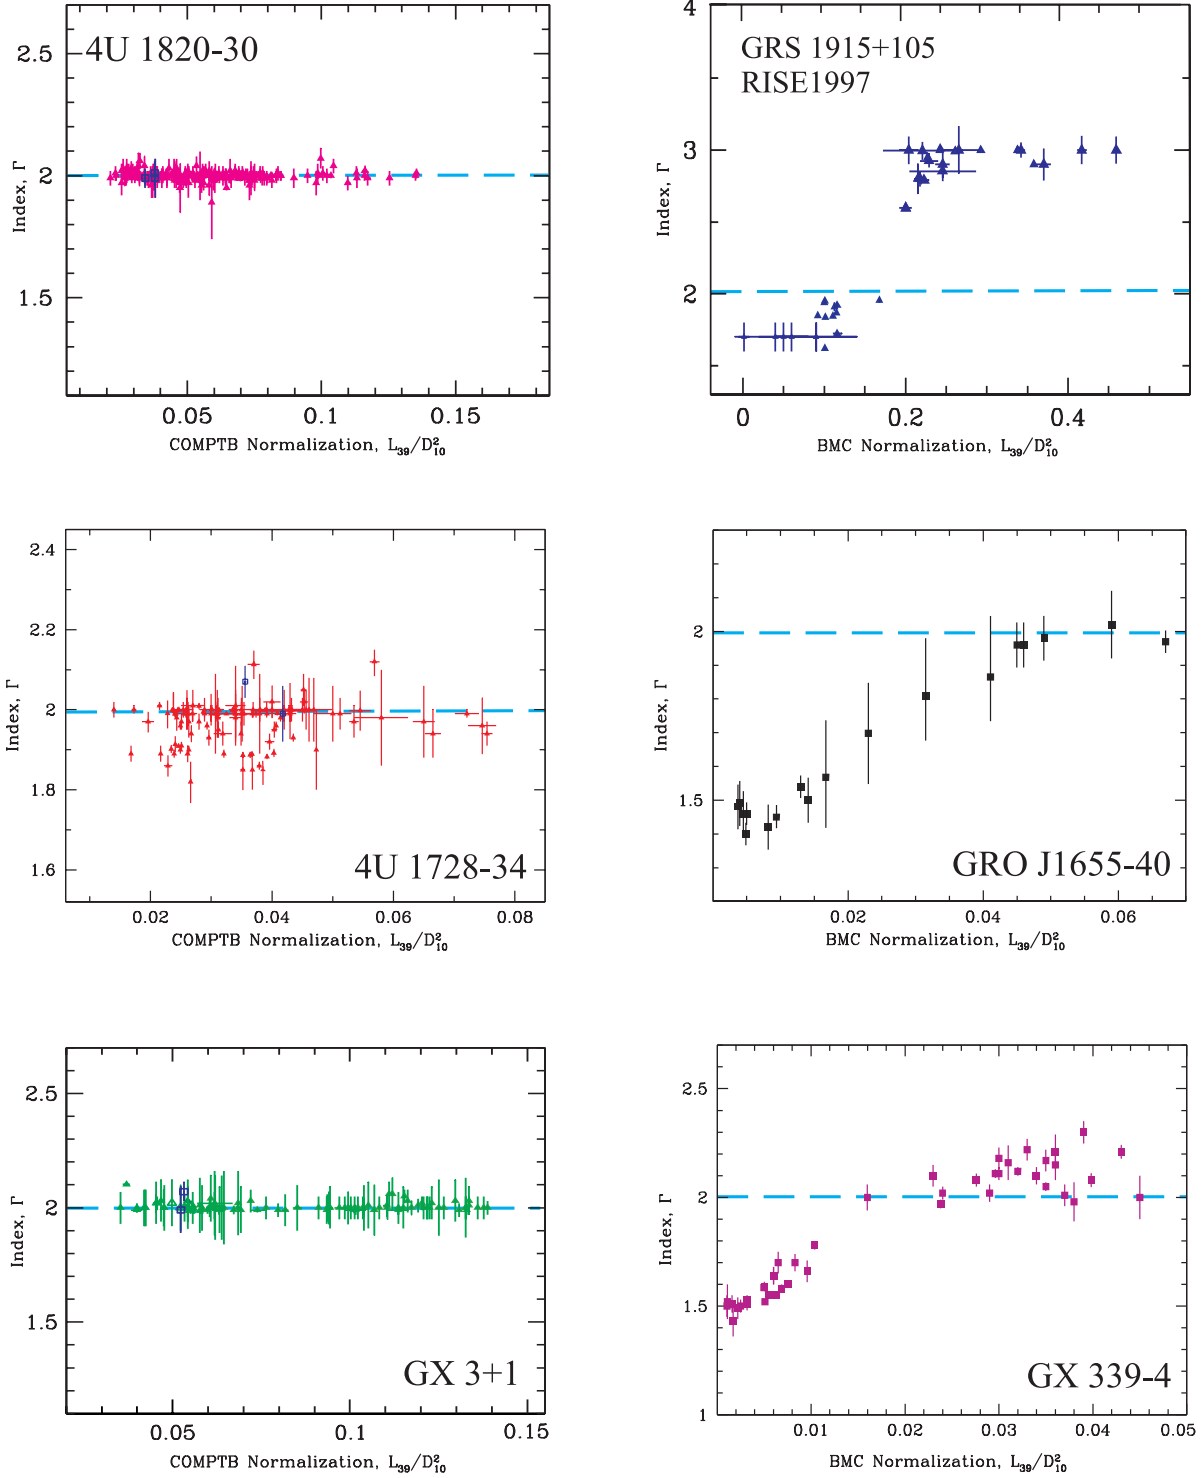 4U 1820-30
2.5
2
1.5
Index, Γ
0.05
0.1
0.15
COMPTB Normalization, L₃₉/D²₁₀
GRS 1915+105
RISE1997
4
3
2
Index, Γ
0
0.2
0.4
BMC Normalization, L₃₉/D²₁₀
2.4
2.2
2
1.8
1.6
Index, Γ
4U 1728-34
0.02
0.04
0.06
0.08
COMPTB Normalization, L₃₉/D²₁₀
2
1.5
Index, Γ
GRO J1655-40
0.02
0.04
0.06
BMC Normalization, L₃₉/D²₁₀
2.5
2
1.5
Index, Γ
GX 3+1
0.05
0.1
0.15
COMPTB Normalization, L₃₉/D²₁₀
2.5
2
1.5
1
Index, Γ
GX 339-4
0.01
0.02
0.03
0.04
0.05
BMC Normalization, L₃₉/D²₁₀